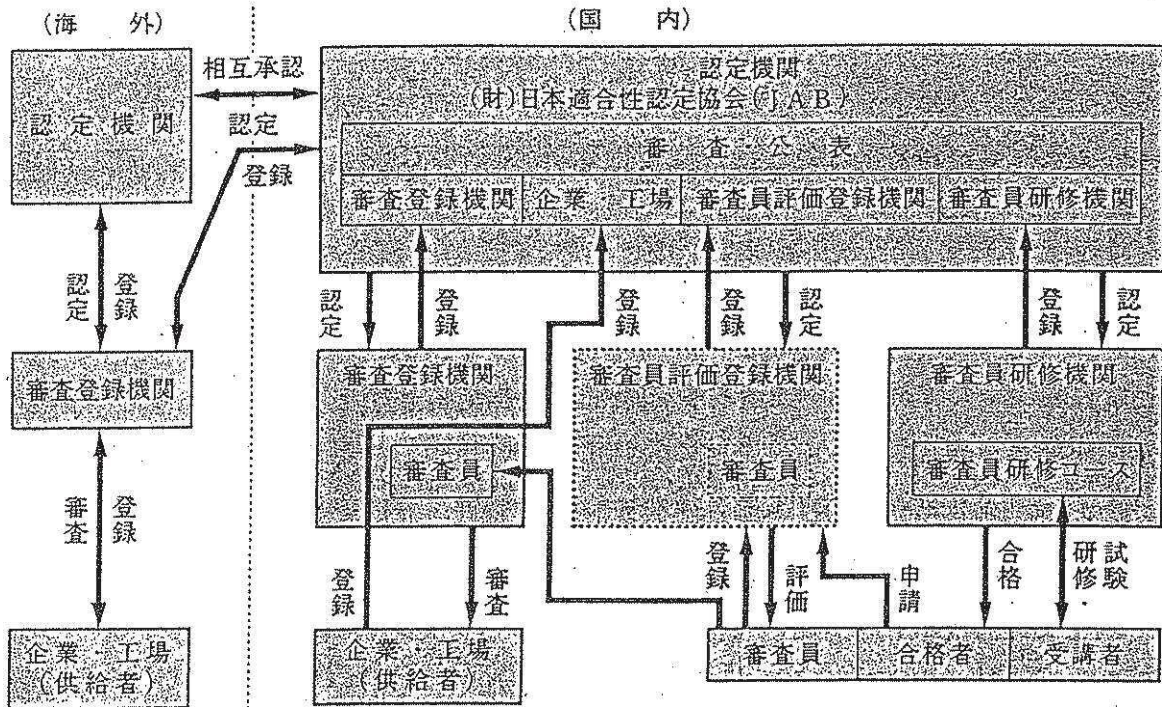 (海 外)
(国 内)
認定機関
相互承認
認定機関
(財)日本適合性認定協会(JAB)
認定
登録
審査・公表
審査登録機関
企業・工場
審査員評価登録機関
審査員研修機関
認定
登録
認定
登録
登録
登録
認定
登録
認定
審査登録機関
審査登録機関
審査員評価登録機関
審査員研修機関
審査員
審査員
審査員研修コース
審査
登録
登録
審査
登録
評価
申請
合格
研修・
試験
企業・工場
(供給者)
企業・工場
(供給者)
審査員
合格者
受講者